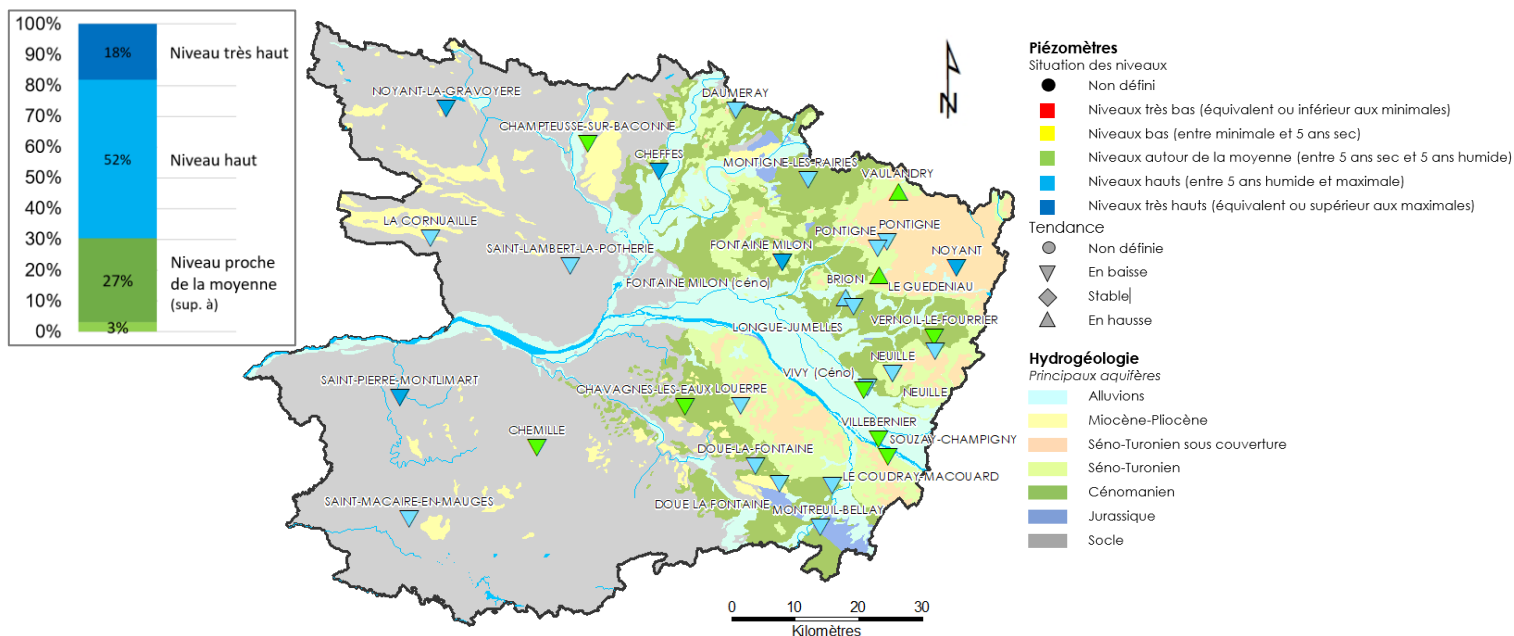 100%
90%
80%
70%
60%
50%
40%
30%
20%
10%
0%
18%
52%
27%
3%
Niveau très haut
Niveau haut
Niveau proche
de la moyenne
(sup. à)
NOYANT-LA-GRAVOYERE
DAUMERAY
CHAMPTEUSSE-SUR-BACONNE
CHEFFES
MONTIGNE-LES-RAIRIES
VAULANDRY
LA CORNUAILLE
SAINT-LAMBERT-LA-POTHERIE
FONTAINE MILON
PONTIGNE
PONTIGNE
NOYANT
FONTAINE MILON (céno)
BRION
LE GUEDENIAU
LONGUE-JUMELLES
VERNOIL-LE-FOURRIER
NEUILLE
SAINT-PIERRE-MONTLIMART
CHAVAGNES-LES-EAUX
LOUERRE
VIVY (Céno)
NEUILLE
CHEMILLE
VILLEBERNIER
SOUZAY-CHAMPIGNY
DOUE-LA-FONTAINE
LE COUDRAY-MACOUARD
SAINT-MACAIRE-EN-MAUGES
DOUE LA FONTAINE
MONTREUIL-BELLAY
N
0 10 20 30
Kilomètres
Piézomètres
Situation des niveaux
Non défini
Niveaux très bas (équivalent ou inférieur aux minimales)
Niveaux bas (entre minimale et 5 ans sec)
Niveaux autour de la moyenne (entre 5 ans sec et 5 ans humide)
Niveaux hauts (entre 5 ans humide et maximale)
Niveaux très hauts (équivalent ou supérieur aux maximales)
Tendance
Non définie
En baisse
Stable
En hausse
Hydrogéologie
Principaux aquifères
Alluvions
Miocène-Pliocène
Séno-Turonien sous couverture
Séno-Turonien
Cénomanien
Jurassique
Socle